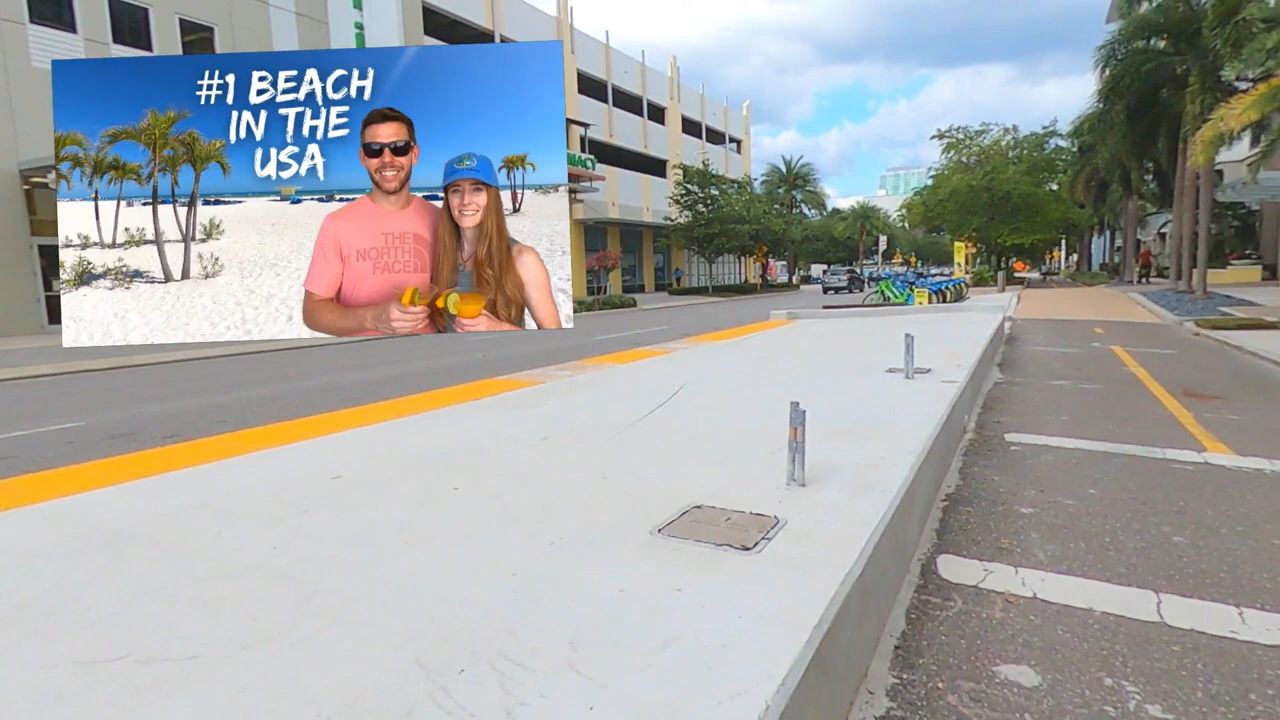 #1 BEACH
IN THE
USA
THE
NORTH
FACE
MACY